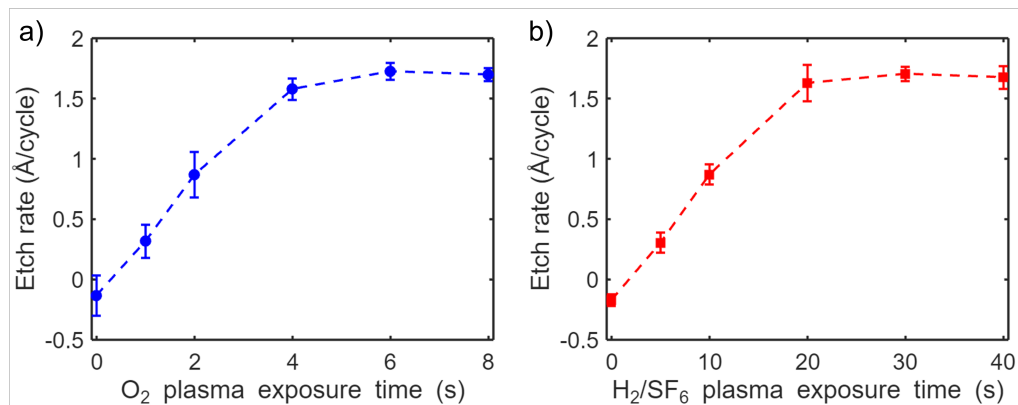 a)
Etch rate (Å/cycle)
2
1.5
1
0.5
0
-0.5
0 2 4 6 8
O₂ plasma exposure time (s)
b)
Etch rate (Å/cycle)
2
1.5
1
0.5
0
-0.5
0 10 20 30 40
H₂/SF₆ plasma exposure time (s)